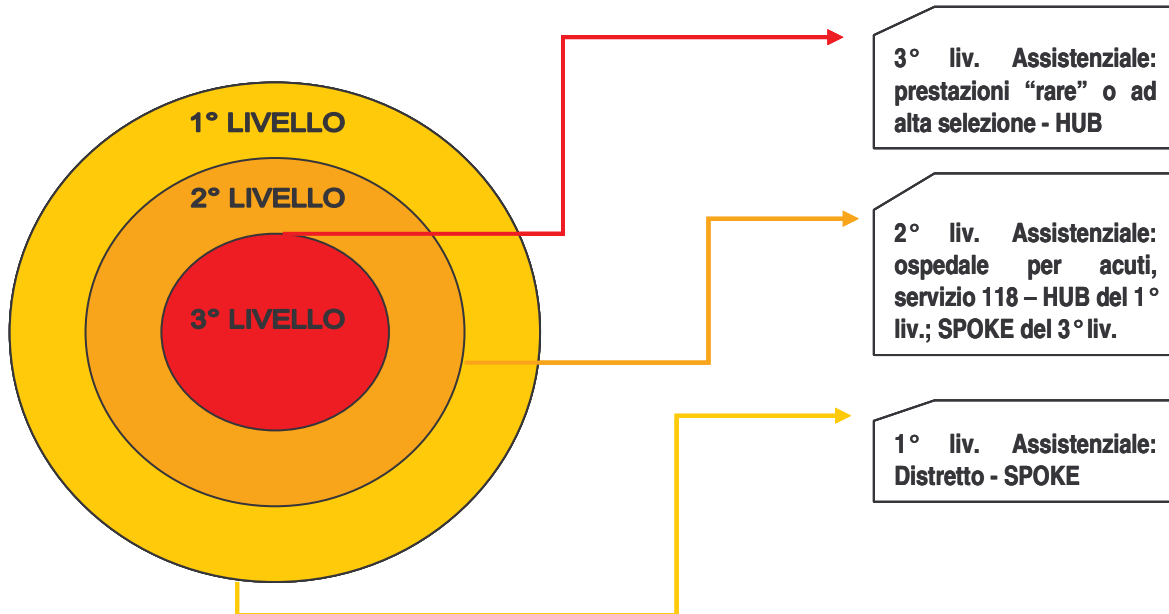 1° LIVELLO
2° LIVELLO
3° LIVELLO
3° liv. Assistenziale:
prestazioni “rare” o ad
alta selezione - HUB
2° liv. Assistenziale:
ospedale per acuti,
servizio 118 – HUB del 1°
liv.; SPOKE del 3° liv.
1° liv. Assistenziale:
Distretto - SPOKE